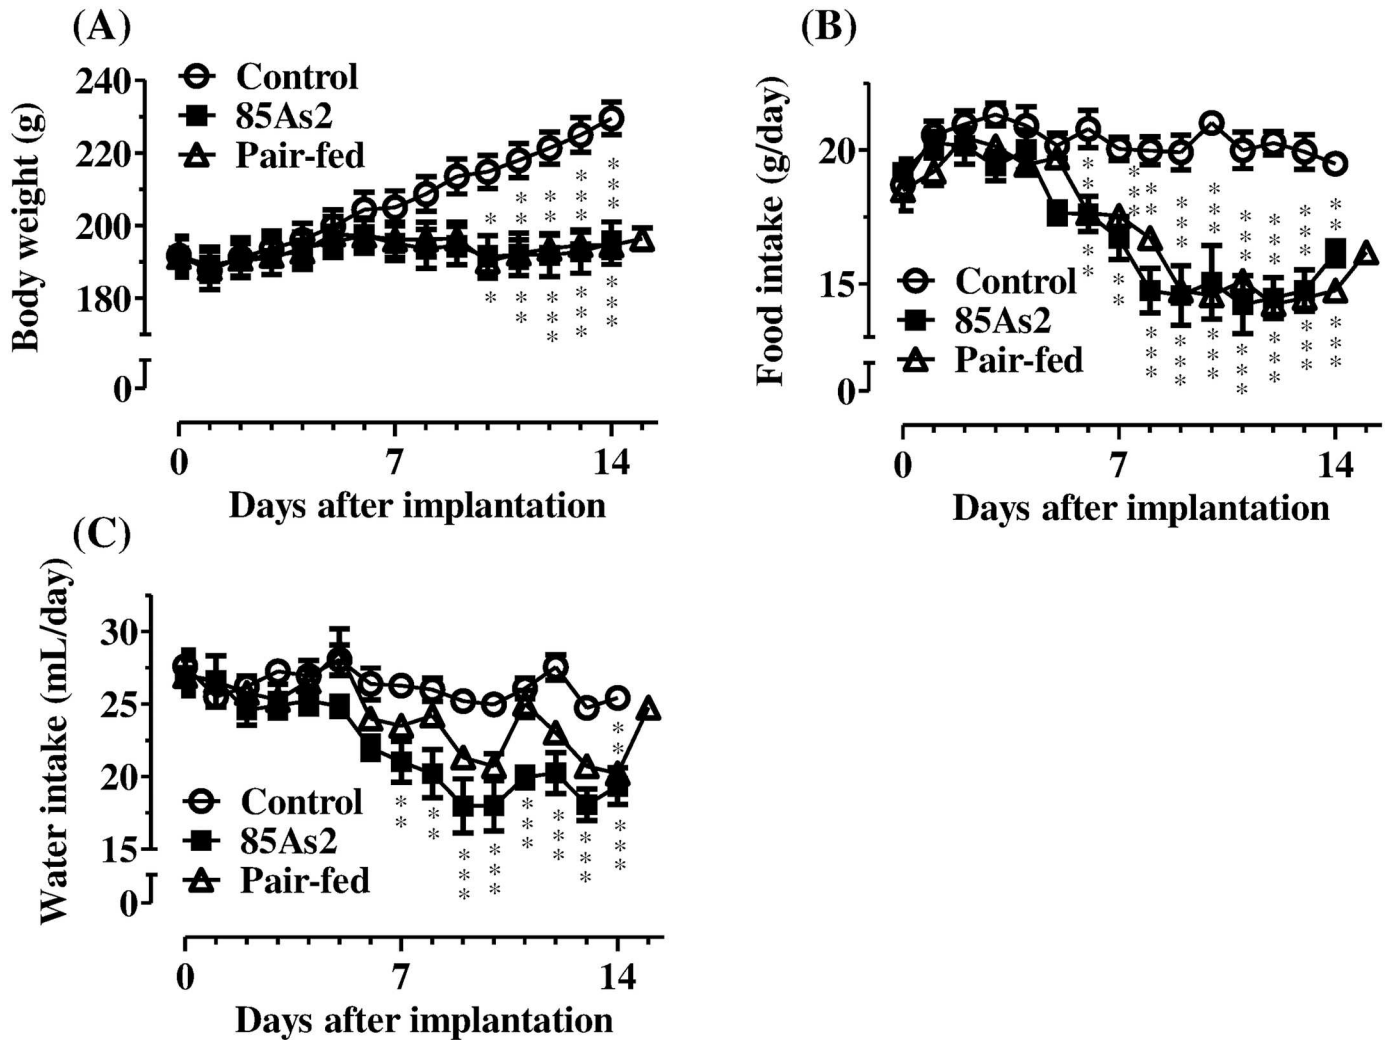 (A)
Body weight (g)
240
220
200
180
0
Control
85As2
Pair-fed
* * * * * * * * * * * * *
* * * * * * * * * * * *
0 7 14
Days after implantation
(B)
Food intake (g/day)
20
15
0
Control
85As2
Pair-fed
0 7 14
Days after implantation
(C)
Water intake (mL/day)
30
25
20
15
0
Control
85As2
Pair-fed
0 7 14
Days after implantation